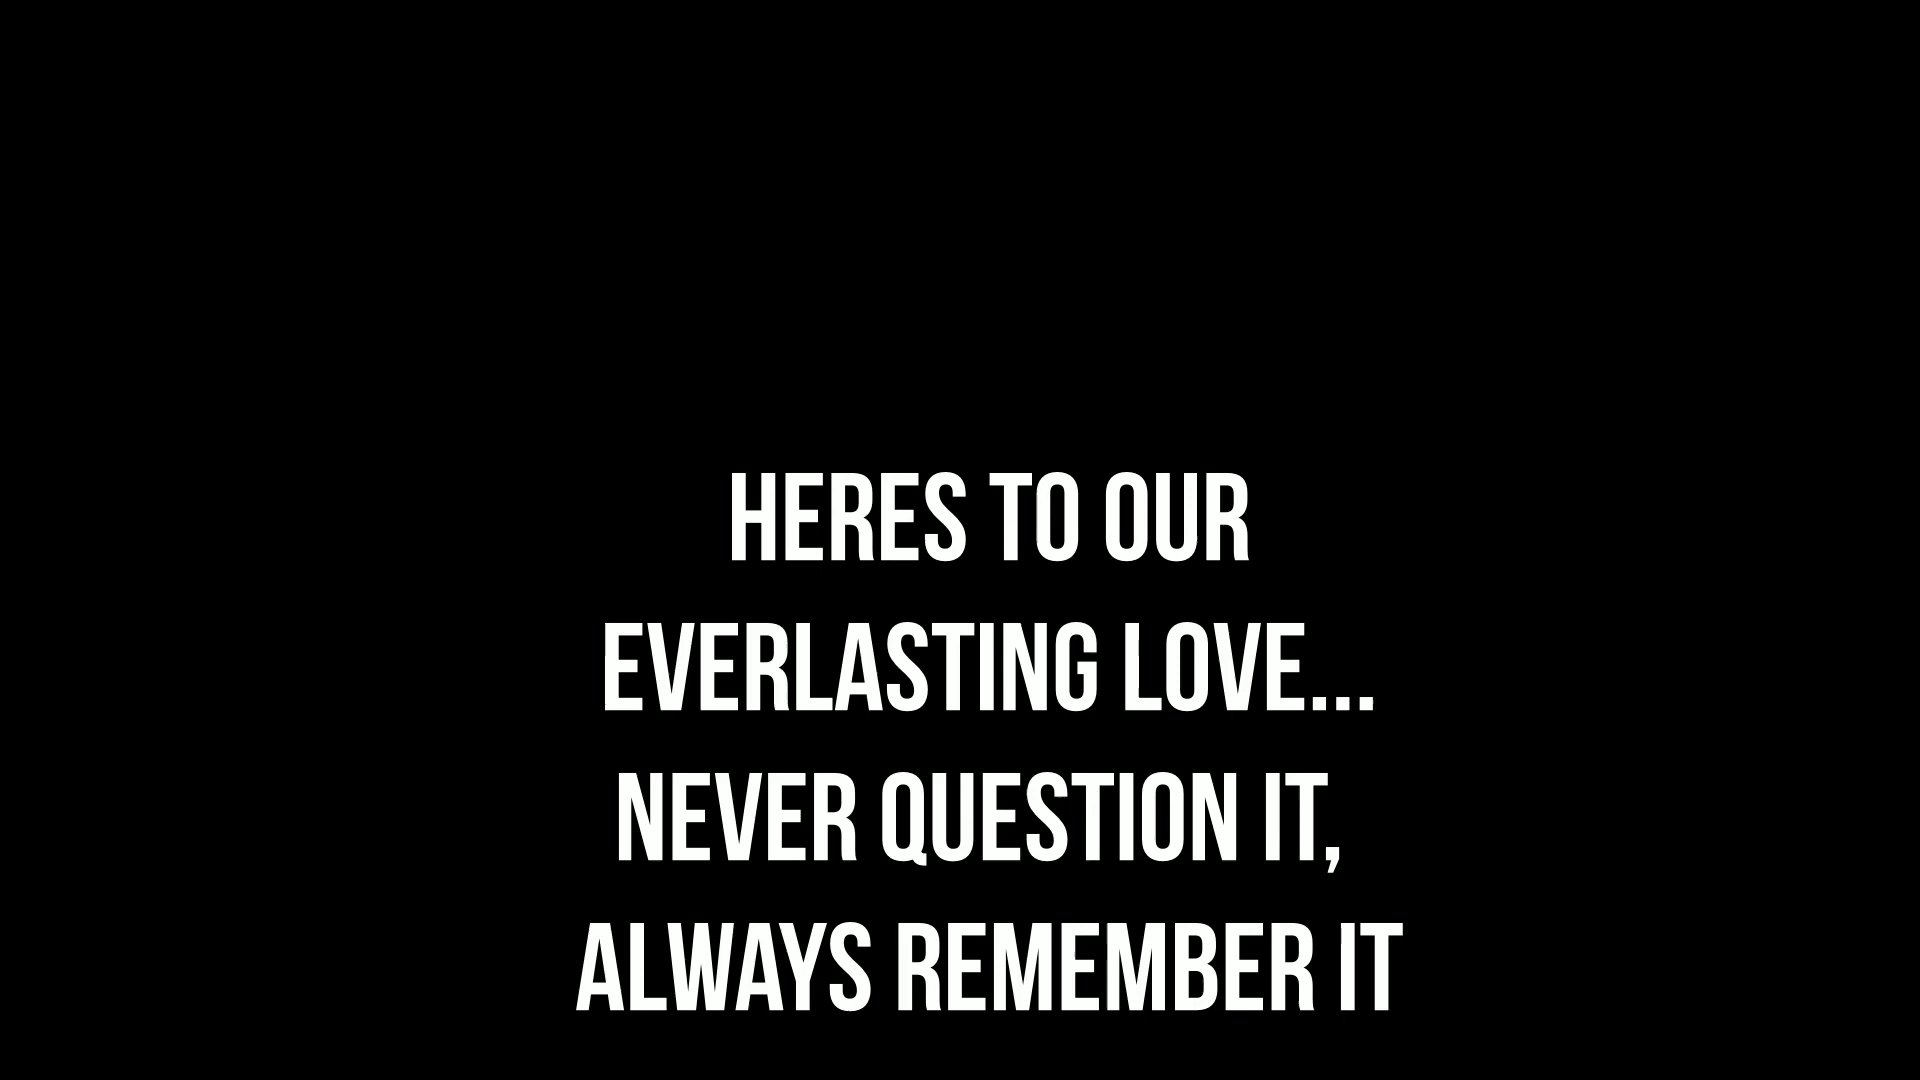 HERES TO OUR
EVERLASTING LOVE...
NEVER QUESTION IT,
ALWAYS REMEMBER IT